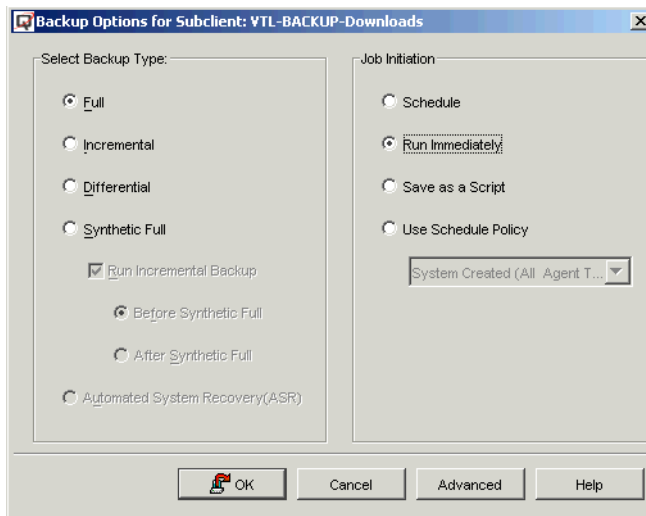 Backup Options for Subclient: VTL-BACKUP-Downloads
Select Backup Type:
Full
Incremental
Differential
Synthetic Full
Run Incremental Backup
Before Synthetic Full
After Synthetic Full
Automated System Recovery(ASR)
Job Initiation
Schedule
Run Immediately
Save as a Script
Use Schedule Policy
System Created (All Agent T...
OK
Cancel
Advanced
Help